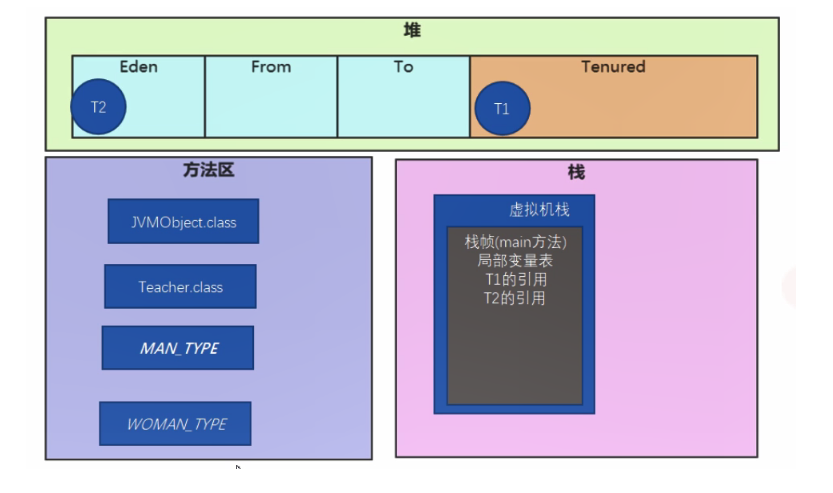 堆
Eden
From
To
Tenured
T2
T1
方法区
栈
JVMObject.class
虚拟机栈
栈帧(main方法)
局部变量表
T1的引用
T2的引用
Teacher.class
MAN_TYPE
WOMAN_TYPE